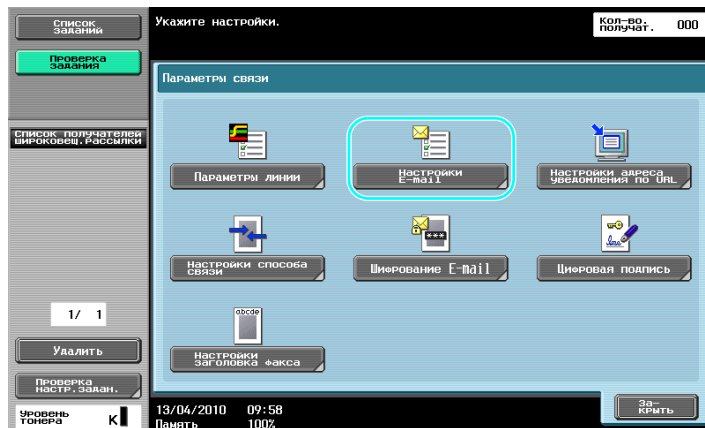 Список
заданий
Укажите настройки.
Кол-во.
получат.
000
Проверка
задания
Параметры связи
Список получателей
широковещ.рассылки
Параметры линии
Настройки
E-mail
Настройки адреса
уведомления по URL
Настройки способа
связи
Шифрование E-mail
Цифровая подпись
abcde
1/ 1
Удалить
Настройки
заголовка факса
Проверка
настр.задан.
Уровень
тонера
K
13/04/2010 09:58
Память 100%
За-
крыть